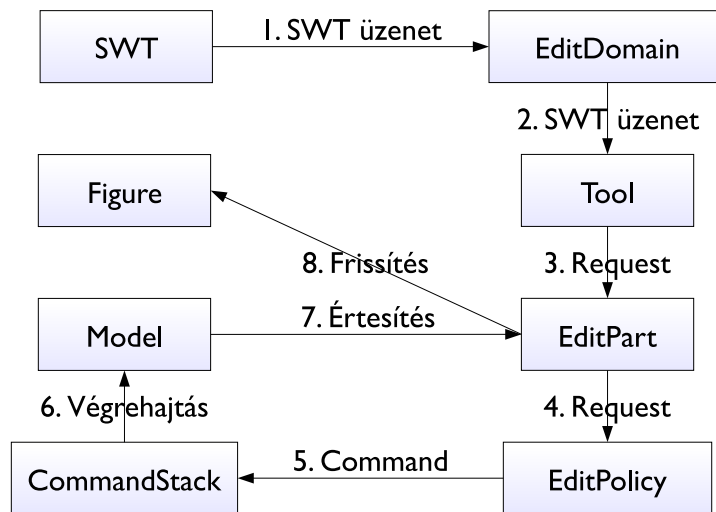 SWT
1. SWT üzenet
EditDomain
2. SWT üzenet
Figure
Tool
8. Frissítés
3. Request
Model
7. Értesítés
EditPart
6. Végrehajtás
4. Request
CommandStack
5. Command
EditPolicy